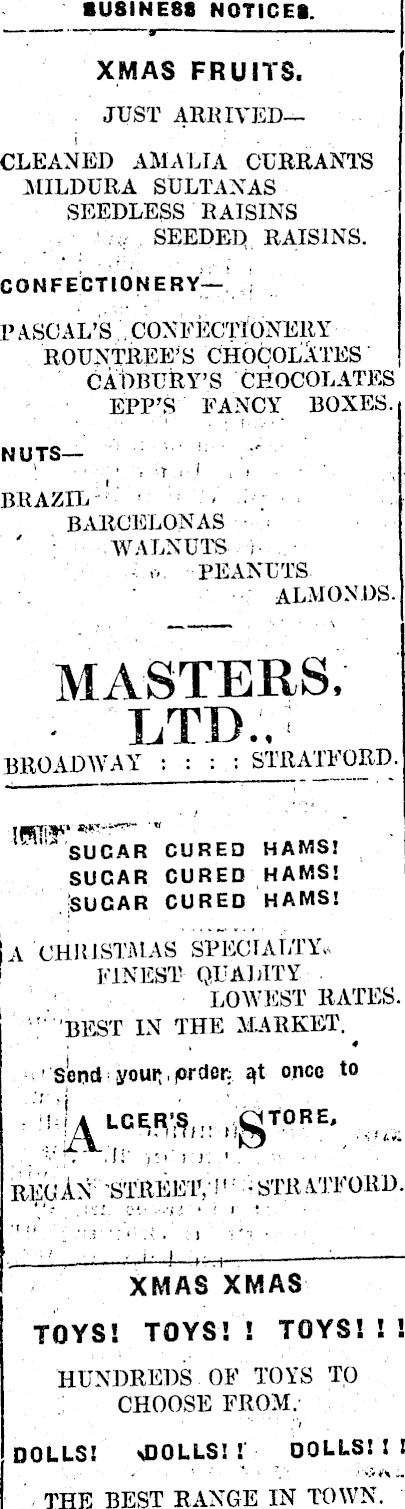 BUSINESS NOTICES.
XMAS FRUITS.
JUST ARRIVED—
CLEANED AMALIA CURRANTS
MILDURA SULTANAS
SEEDLESS RAISINS
SEEDED RAISINS.
CONFECTIONERY—
PASCAL'S CONFECTIONERY
ROUNTREE'S CHOCOLATES
CADBURY'S CHOCOLATES
EPP'S FANCY BOXES.
NUTS—
BRAZIL
BARCELONAS
WALNUTS
PEANUTS
ALMONDS.
MASTERS,
LTD.,
BROADWAY : : : : STRATFORD.
SUGAR CURED HAMS!
SUGAR CURED HAMS!
SUGAR CURED HAMS!
A CHRISTMAS SPECIALTY.
FINEST QUALITY
LOWEST RATES.
BEST IN THE MARKET.
Send your order at once to
ALGER'S STORE,
REGAN STREET, STRATFORD.
XMAS XMAS
TOYS! TOYS! ! TOYS! ! !
HUNDREDS OF TOYS TO
CHOOSE FROM.
DOLLS! DOLLS! ! DOLLS! ! !
THE BEST RANGE IN TOWN.